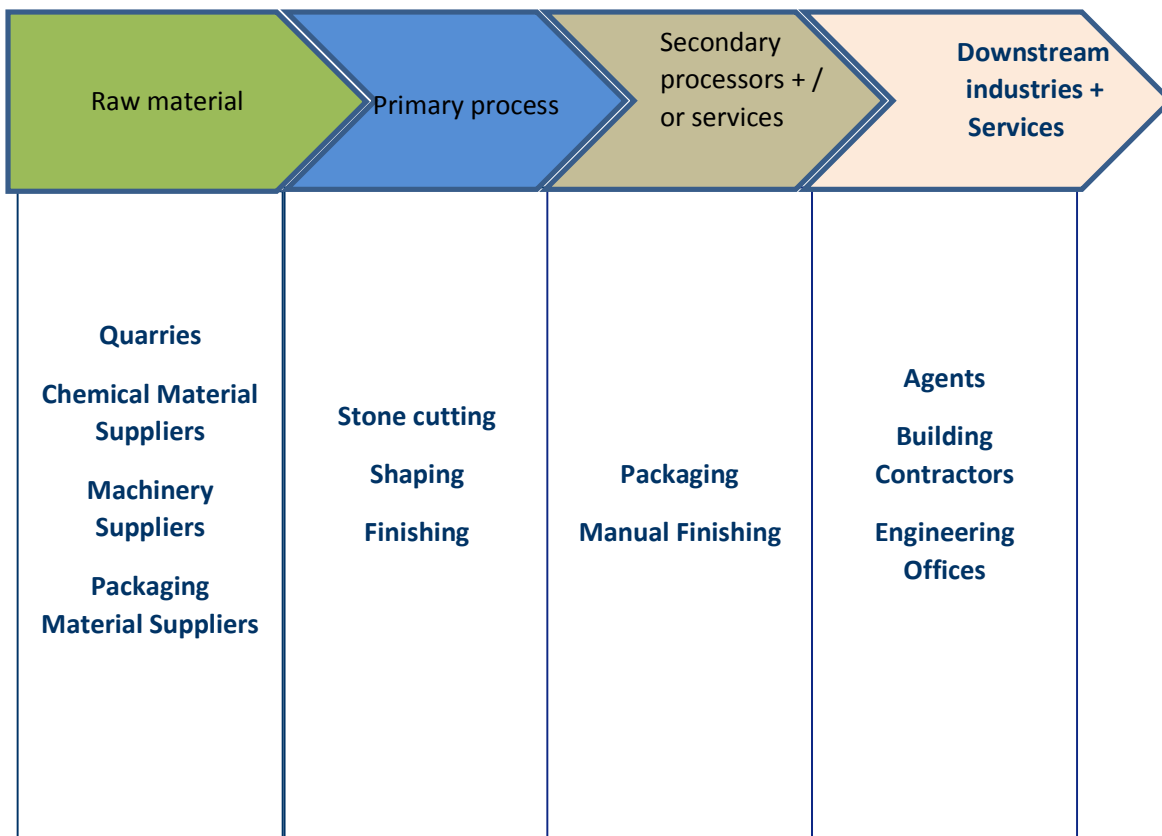 Raw material
Primary process
Secondary
processors + /
or services
Downstream
industries +
Services
Quarries
Chemical Material
Suppliers
Machinery
Suppliers
Packaging
Material Suppliers
Stone cutting
Shaping
Finishing
Packaging
Manual Finishing
Agents
Building
Contractors
Engineering
Offices